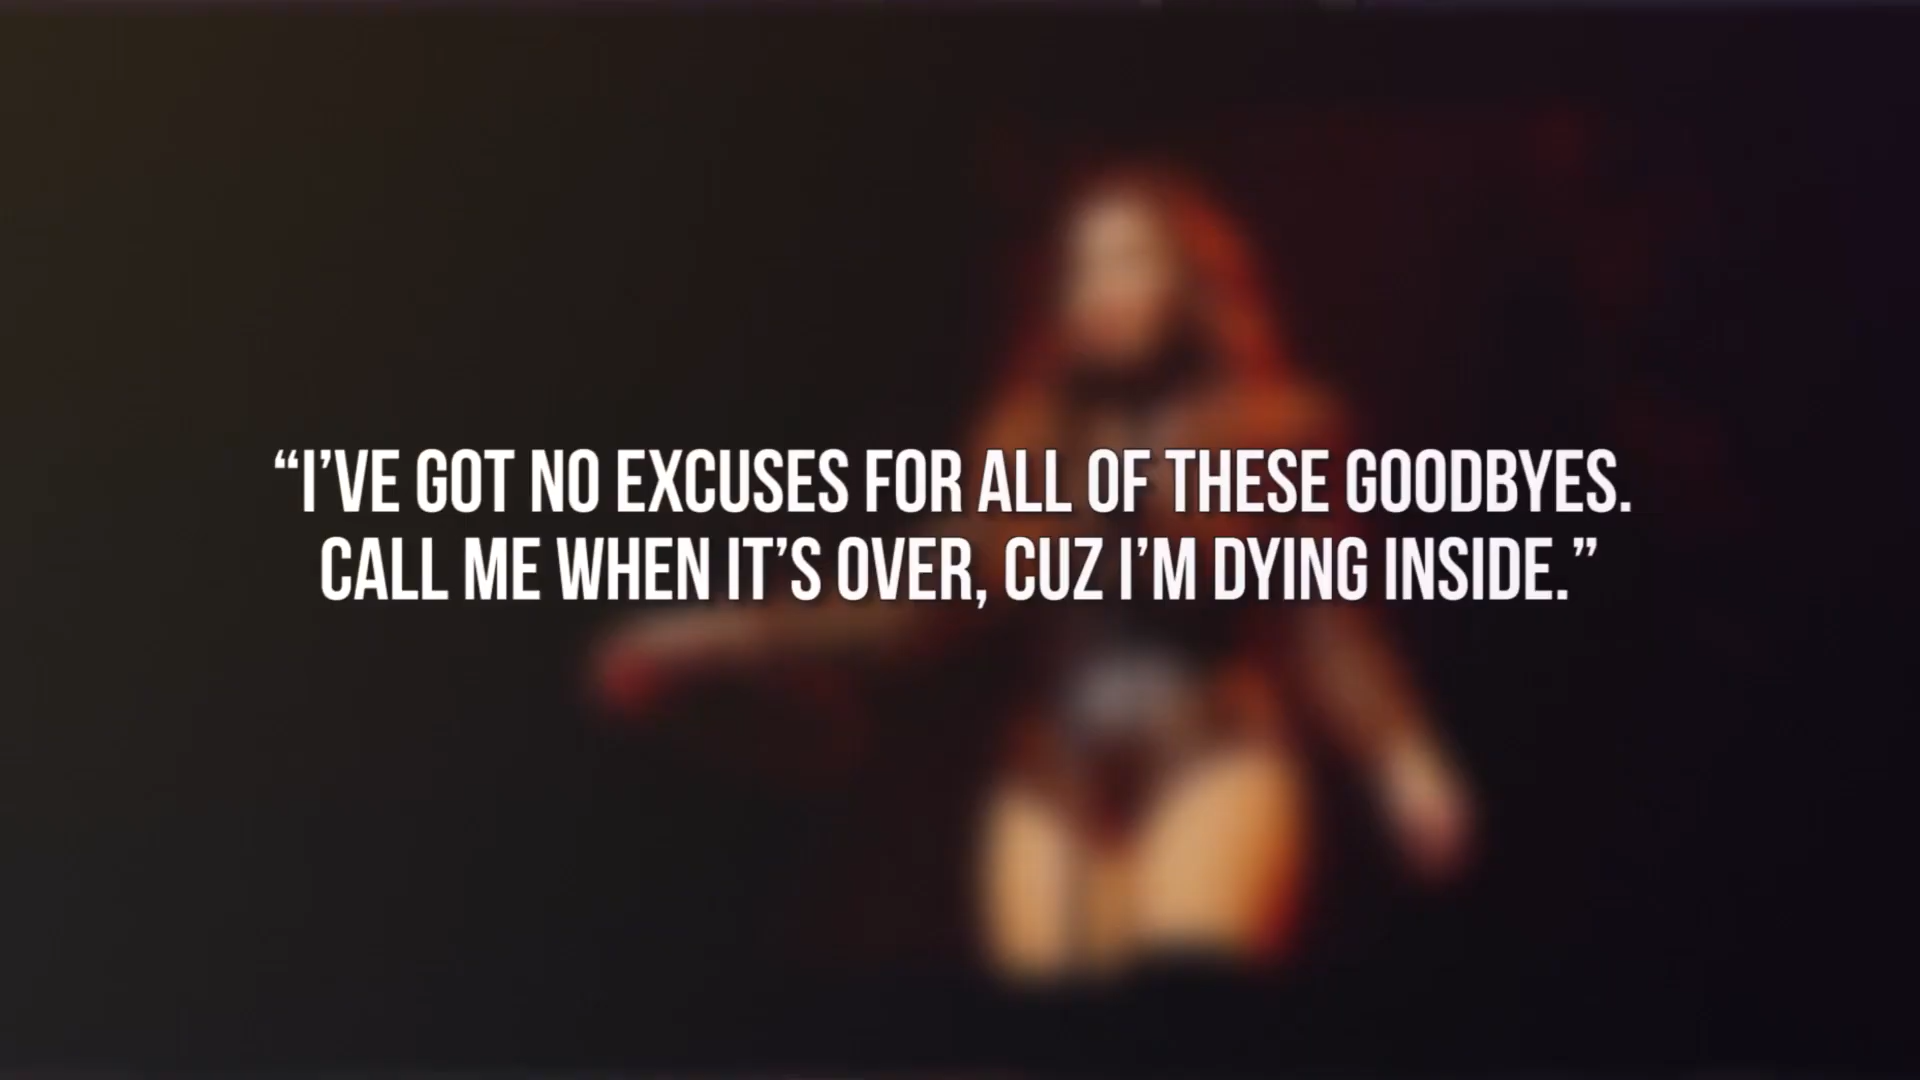 “I’VE GOT NO EXCUSES FOR ALL OF THESE GOODBYES.
CALL ME WHEN IT’S OVER, CUZ I’M DYING INSIDE.”